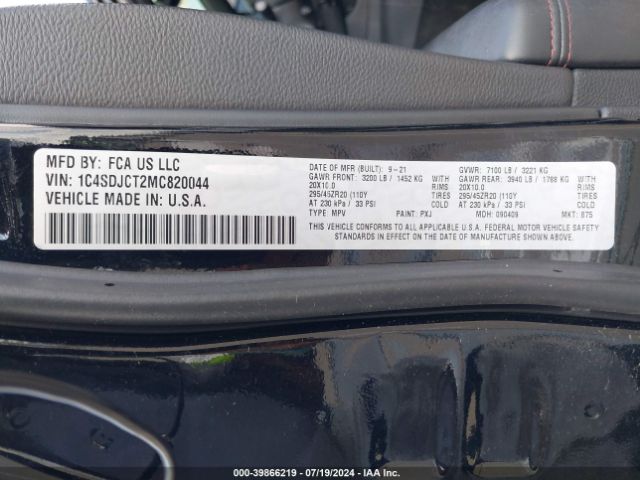 MFD BY: FCA US LLC
VIN: 1C4SDJCT2MC820044
VEHICLE MADE IN: U.S.A.
DATE OF MFR (BUILT): 9-21
GAWR FRONT: 3200 LB / 1452 KG WITH
20X10.0 RIMS
295/45ZR20 (110Y TIRES
AT 230 kPa / 33 PSI COLD
TYPE: MPV PAINT: PXJ
GVWR: 7100 LB / 3221 KG
GAWR REAR: 3940 LB / 1788 KG WITH
20X10.0 RIMS
295/45ZR20 (110Y TIRES
AT 230 kPa / 33 PSI COLD
MDH: 090409 MKT: 875
THIS VEHICLE CONFORMS TO ALL APPLICABLE U.S.A. FEDERAL MOTOR VEHICLE SAFETY
STANDARDS IN EFFECT ON THE DATE OF MANUFACTURE SHOWN ABOVE.
000-39866219 - 07/19/2024 - IAA Inc.